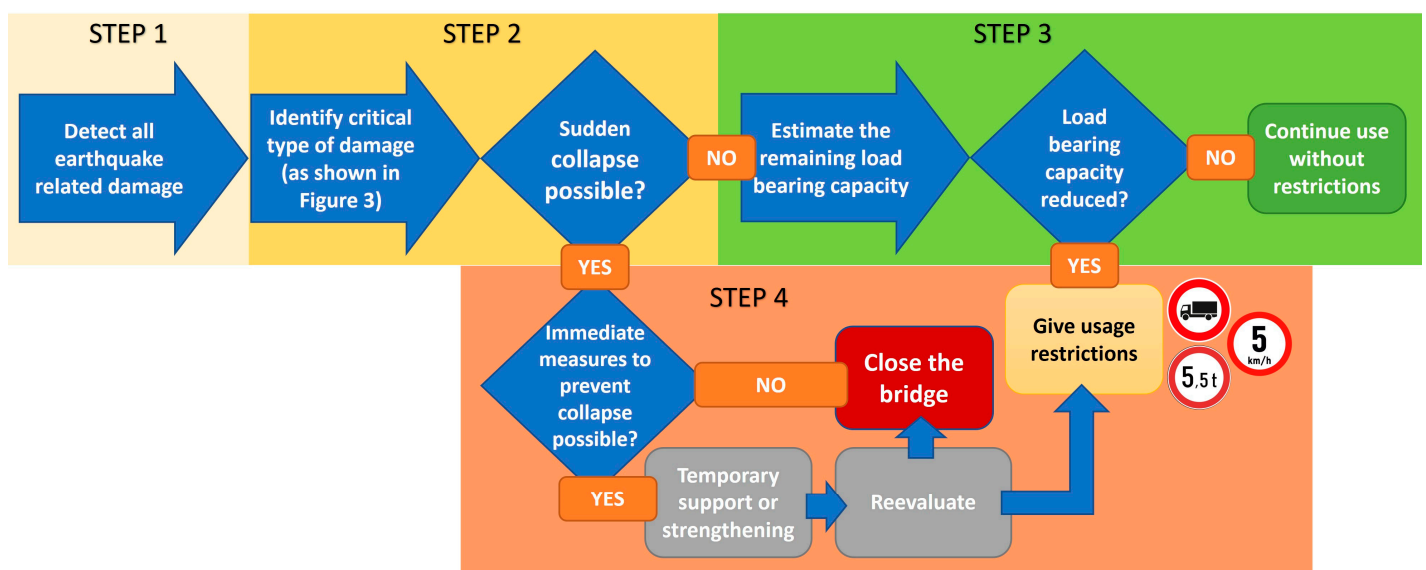 STEP 1
STEP 2
STEP 3
Detect all
earthquake
related damage
Identify critical
type of damage
(as shown in
Figure 3)
Sudden
collapse
possible?
NO
Estimate the
remaining load
bearing capacity
Load
bearing
capacity
reduced?
NO
Continue use
without
restrictions
YES
YES
STEP 4
Immediate
measures to
prevent
collapse
possible?
NO
Close the
bridge
Give usage
restrictions
5
km/h
5,5 t
YES
Temporary
support or
strengthening
Reevaluate